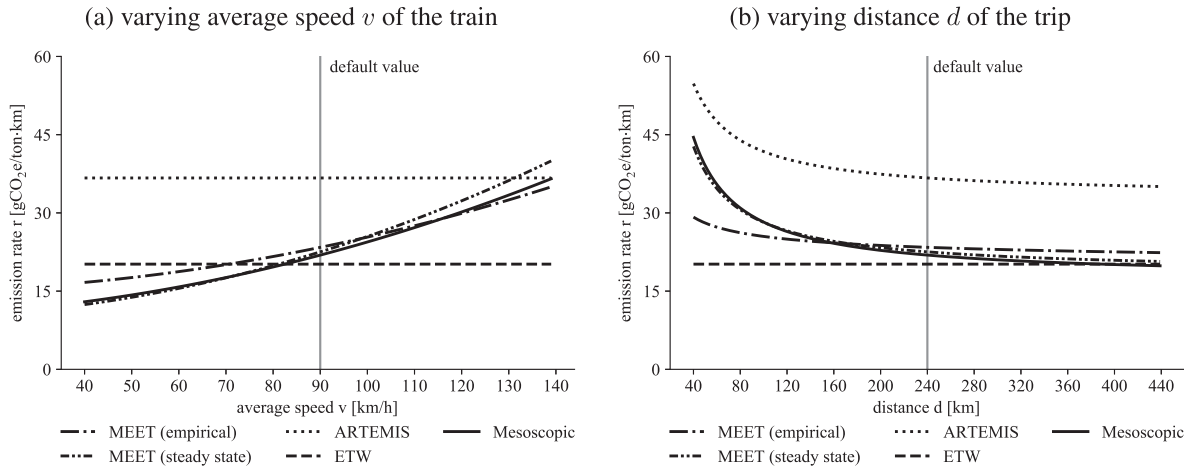 (a) varying average speed v of the train
60
45
30
15
0
emission rate r [gCO₂e/ton·km]
default value
40 50 60 70 80 90 100 110 120 130 140
average speed v [km/h]
MEET (empirical) ARTEMIS Mesoscopic
MEET (steady state) ETW
(b) varying distance d of the trip
60
45
30
15
0
emission rate r [gCO₂e/ton·km]
default value
40 80 120 160 200 240 280 320 360 400 440
distance d [km]
MEET (empirical) ARTEMIS Mesoscopic
MEET (steady state) ETW